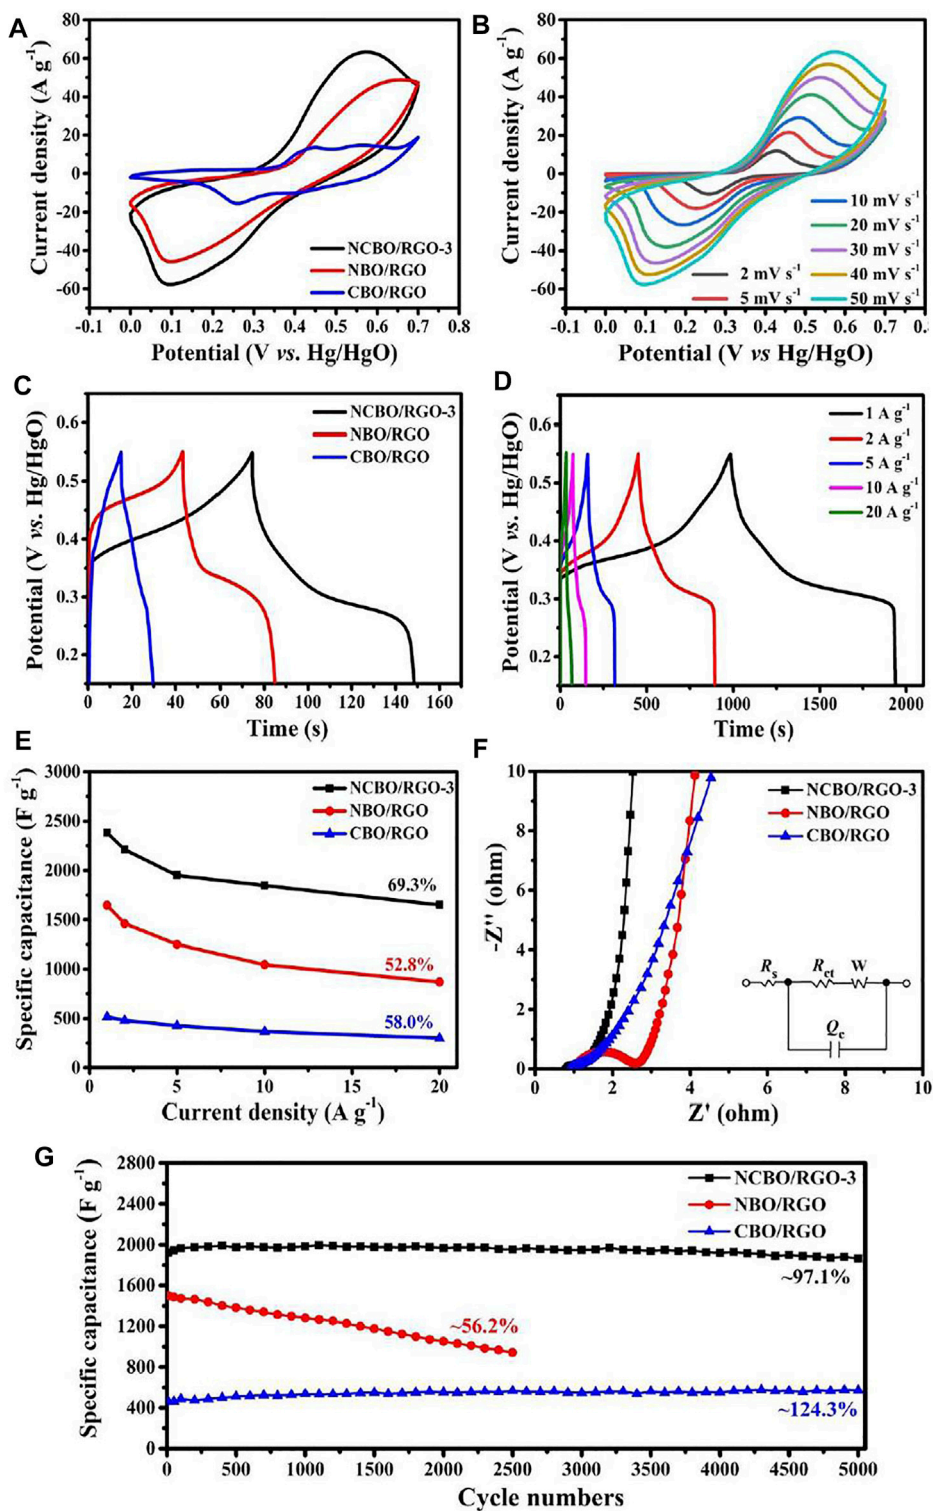 A
Current density (A g⁻¹)
80
60
40
20
0
-20
-40
-60
NCBO/RGO-3
NBO/RGO
CBO/RGO
-0.1 0.0 0.1 0.2 0.3 0.4 0.5 0.6 0.7 0.8
Potential (V vs. Hg/HgO)
B
Current density (A g⁻¹)
80
60
40
20
0
-20
-40
-60
2 mV s⁻¹
5 mV s⁻¹
10 mV s⁻¹
20 mV s⁻¹
30 mV s⁻¹
40 mV s⁻¹
50 mV s⁻¹
-0.1 0.0 0.1 0.2 0.3 0.4 0.5 0.6 0.7
Potential (V vs Hg/HgO)
C
Potential (V vs. Hg/HgO)
0.6
0.5
0.4
0.3
0.2
NCBO/RGO-3
NBO/RGO
CBO/RGO
0 20 40 60 80 100 120 140 160
Time (s)
D
Potential (V vs. Hg/HgO)
0.6
0.5
0.4
0.3
0.2
1 A g⁻¹
2 A g⁻¹
5 A g⁻¹
10 A g⁻¹
20 A g⁻¹
0 500 1000 1500 2000
Time (s)
E
Specific capacitance (F g⁻¹)
3000
2500
2000
1500
1000
500
0
NCBO/RGO-3
NBO/RGO
CBO/RGO
69.3%
52.8%
58.0%
0 5 10 15 20
Current density (A g⁻¹)
F
-Z'' (ohm)
10
8
6
4
2
0
NCBO/RGO-3
NBO/RGO
CBO/RGO
Rs Rct W
Qc
0 2 4 6 8 10
Z' (ohm)
G
Specific capacitance (F g⁻¹)
2800
2400
2000
1600
1200
800
400
0
NCBO/RGO-3
NBO/RGO
CBO/RGO
~97.1%
~56.2%
~124.3%
0 500 1000 1500 2000 2500 3000 3500 4000 4500 5000
Cycle numbers